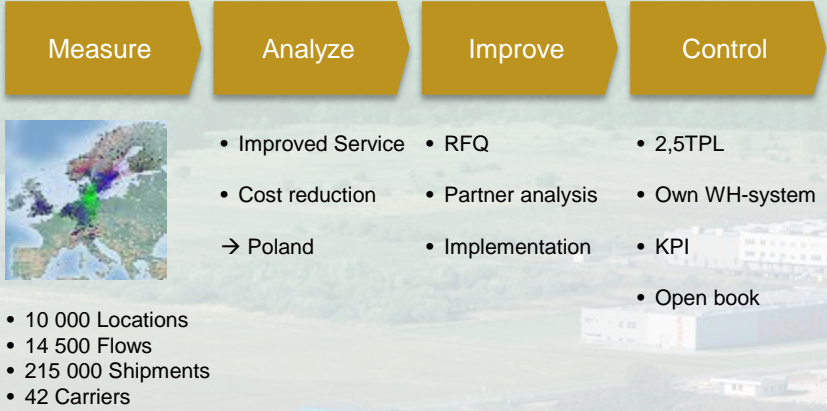 Measure
Analyze
Improve
Control
• 10 000 Locations
• 14 500 Flows
• 215 000 Shipments
• 42 Carriers
• Improved Service
• Cost reduction
→ Poland
• RFQ
• Partner analysis
• Implementation
• 2,5TPL
• Own WH-system
• KPI
• Open book